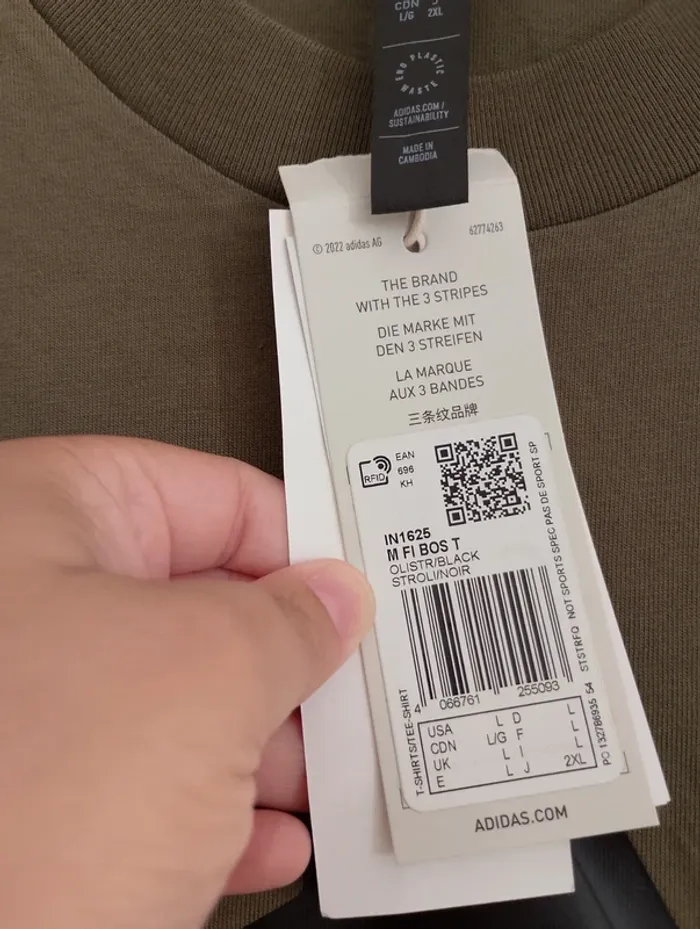 CDN
L/G 2XL
END PLASTIC WASTE
ADIDAS.COM/
SUSTAINABILITY
MADE IN
CAMBODIA
© 2022 adidas AG
62774263
THE BRAND
WITH THE 3 STRIPES
DIE MARKE MIT
DEN 3 STREIFEN
LA MARQUE
AUX 3 BANDES
三条纹品牌
RFID
EAN
696
KH
IN1625
M FI BOS T
OLISTR/BLACK
STROLI/NOIR
4 066761 255093
USA L D L
CDN L/G F L
UK L I L
E L J 2XL
T-SHIRTS/TEE-SHIRT
STSTRFQ NOT SPORTS SPEC PAS DE SPORT SP
PO 132786935 54
ADIDAS.COM